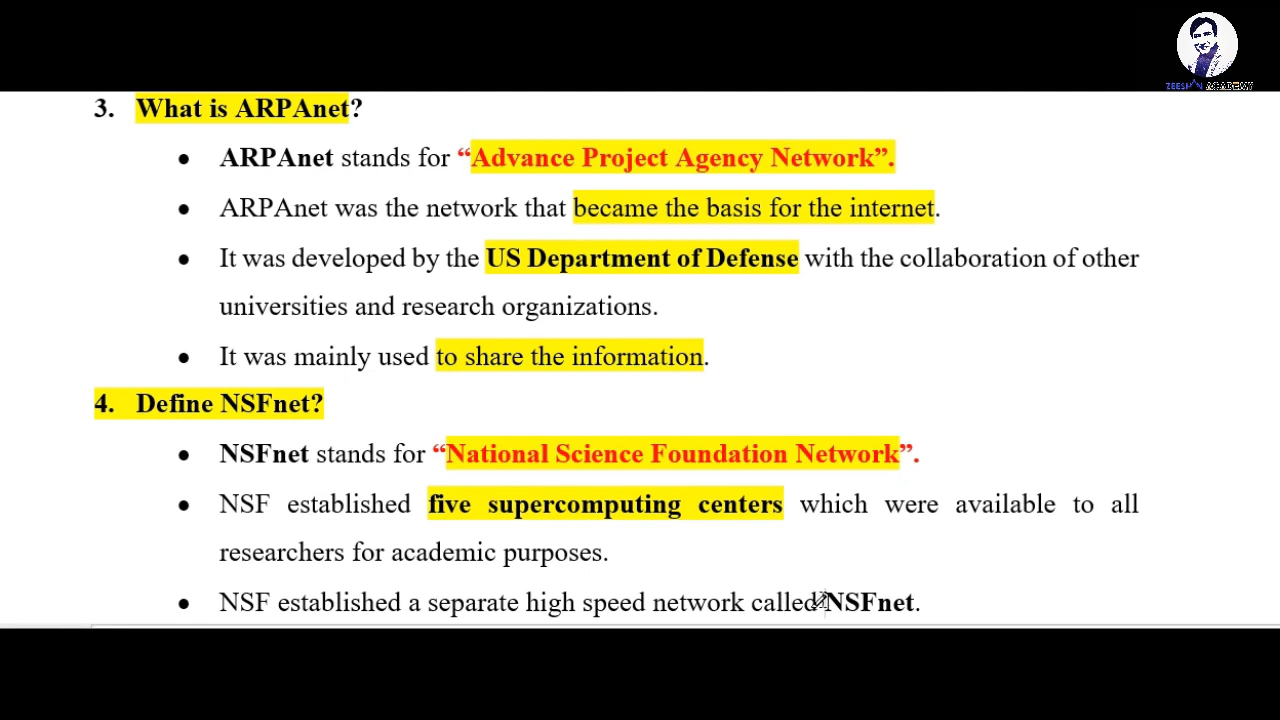 ZEESHAN ACADEMY
3. What is ARPAnet?
• ARPAnet stands for “Advance Project Agency Network”.
• ARPAnet was the network that became the basis for the internet.
• It was developed by the US Department of Defense with the collaboration of other
universities and research organizations.
• It was mainly used to share the information.
4. Define NSFnet?
• NSFnet stands for “National Science Foundation Network”.
• NSF established five supercomputing centers which were available to all
researchers for academic purposes.
• NSF established a separate high speed network called NSFnet.